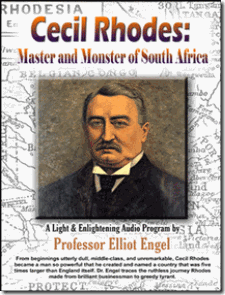 RHODESIA
Cecil Rhodes:
Master and Monster of South Africa
A Light & Enlightening Audio Program by
Professor Elliot Engel
From beginnings utterly dull, middle-class, and unremarkable, Cecil Rhodes
became a man so powerful that he created and named a country that was five
times larger than England itself. Dr. Engel traces the ruthless journey Rhodes
made from brilliant businessman to greedy tyrant.